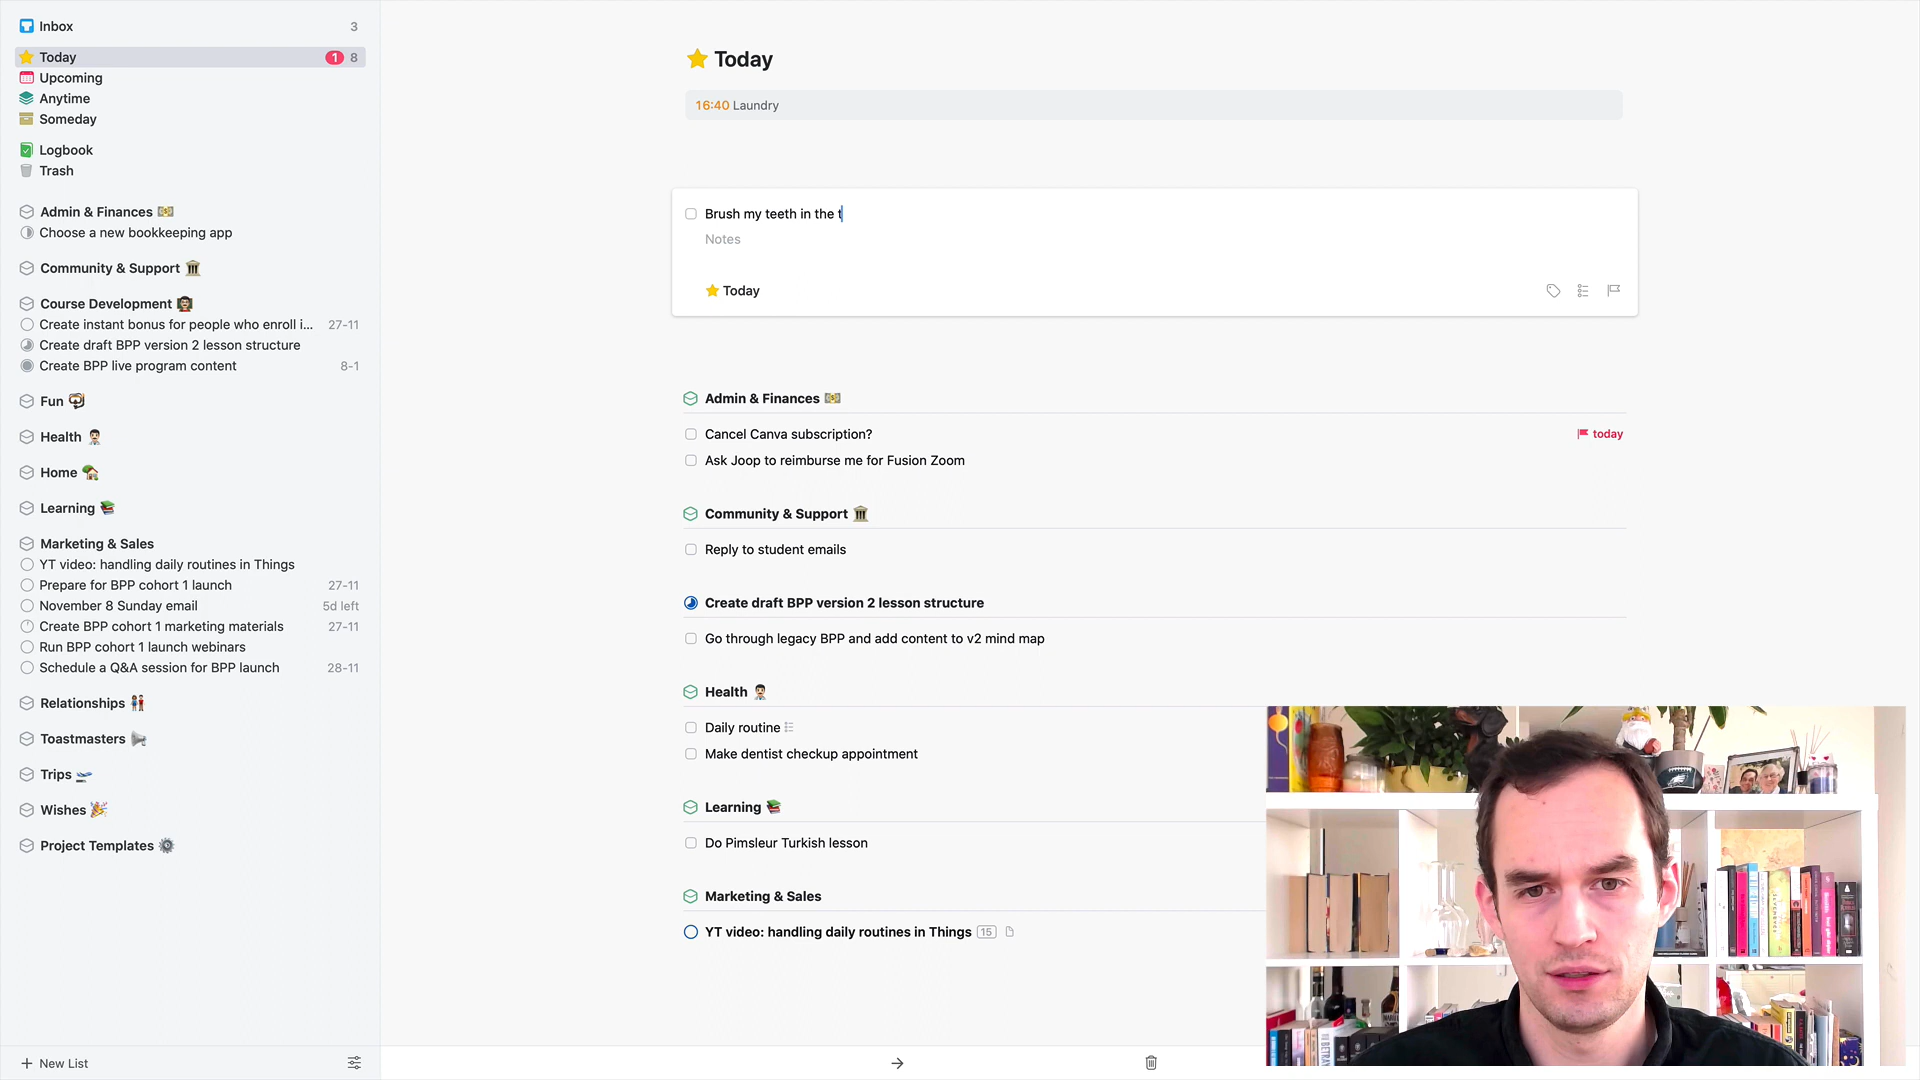 Inbox 3
Today 1 8
Upcoming
Anytime
Someday
Logbook
Trash
Admin & Finances
Choose a new bookkeeping app
Community & Support
Course Development
Create instant bonus for people who enroll i... 27-11
Create draft BPP version 2 lesson structure
Create BPP live program content 8-1
Fun
Health
Home
Learning
Marketing & Sales
YT video: handling daily routines in Things
Prepare for BPP cohort 1 launch 27-11
November 8 Sunday email 5d left
Create BPP cohort 1 marketing materials 27-11
Run BPP cohort 1 launch webinars
Schedule a Q&A session for BPP launch 28-11
Relationships
Toastmasters
Trips
Wishes
Project Templates
New List
Today
16:40 Laundry
Brush my teeth in the t
Notes
Today
Admin & Finances
Cancel Canva subscription? today
Ask Joop to reimburse me for Fusion Zoom
Community & Support
Reply to student emails
Create draft BPP version 2 lesson structure
Go through legacy BPP and add content to v2 mind map
Health
Daily routine
Make dentist checkup appointment
Learning
Do Pimsleur Turkish lesson
Marketing & Sales
YT video: handling daily routines in Things 15